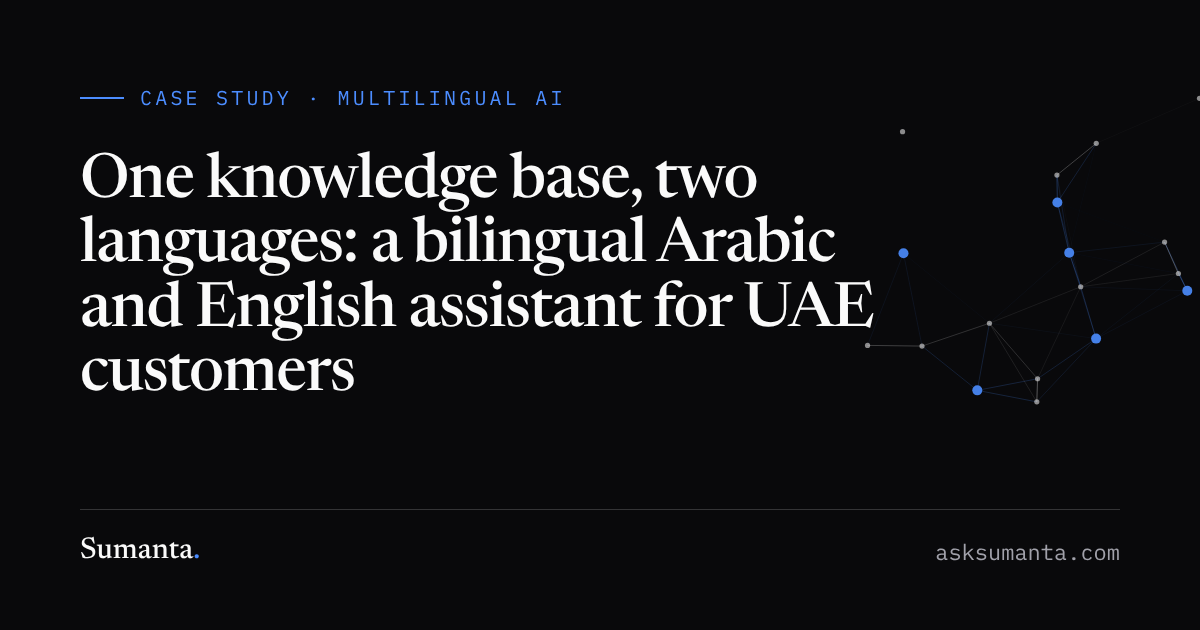 CASE STUDY · MULTILINGUAL AI
One knowledge base, two
languages: a bilingual Arabic
and English assistant for UAE
customers
Sumanta.
asksumanta.com